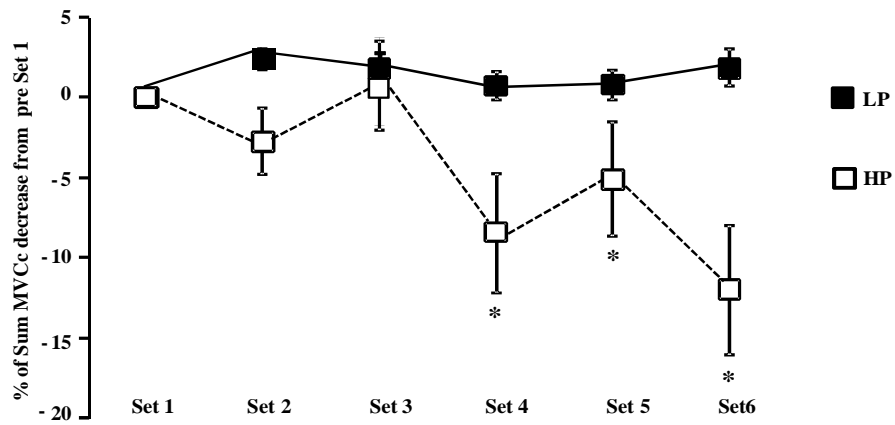 % of Sum MVCc decrease from pre Set 1
5
0
-5
-10
-15
-20
Set 1 Set 2 Set 3 Set 4 Set 5 Set6
* * *
LP
HP